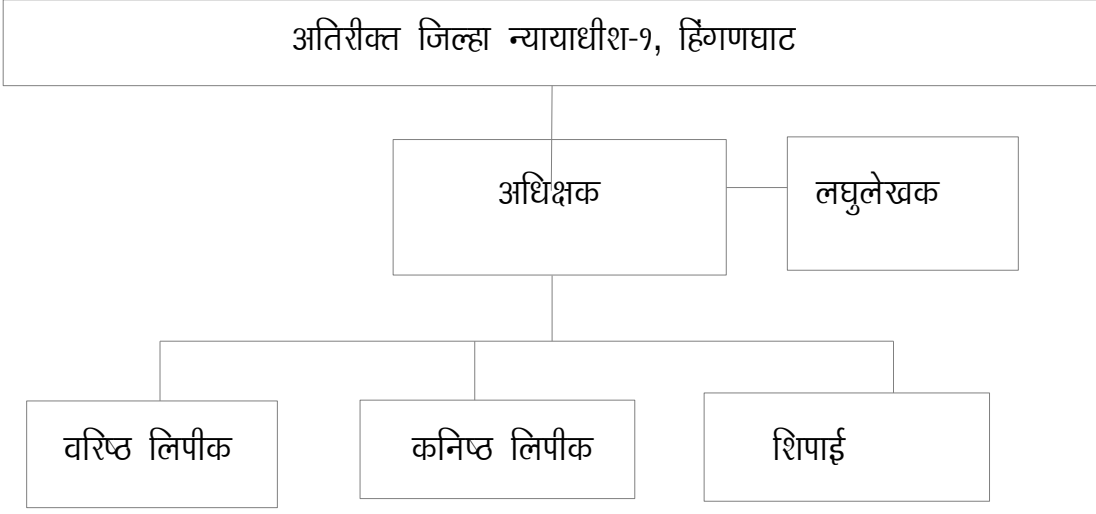 अतिरीक्त जिल्हा न्यायाधीश-१, हिंगणघाट
अधिक्षक
लघुलेखक
वरिष्ठ लिपीक
कनिष्ठ लिपीक
शिपाई